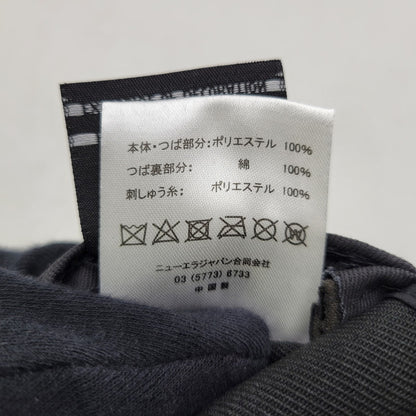 本体・つば部分: ポリエステル 100%
つば裏部分: 綿 100%
刺しゅう糸: ポリエステル 100%
ニューエラジャパン合同会社
03 (5773) 6733
中国製